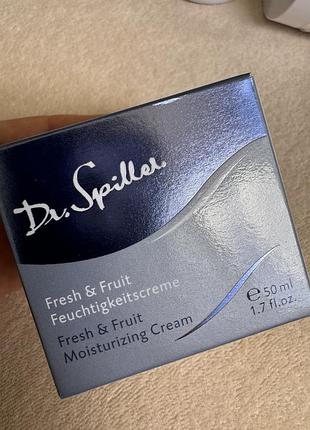 Dr. Spiller
Fresh & Fruit
Feuchtigkeitscreme
Fresh & Fruit
Moisturizing Cream
℮ 50 ml
1.7 fl.oz.